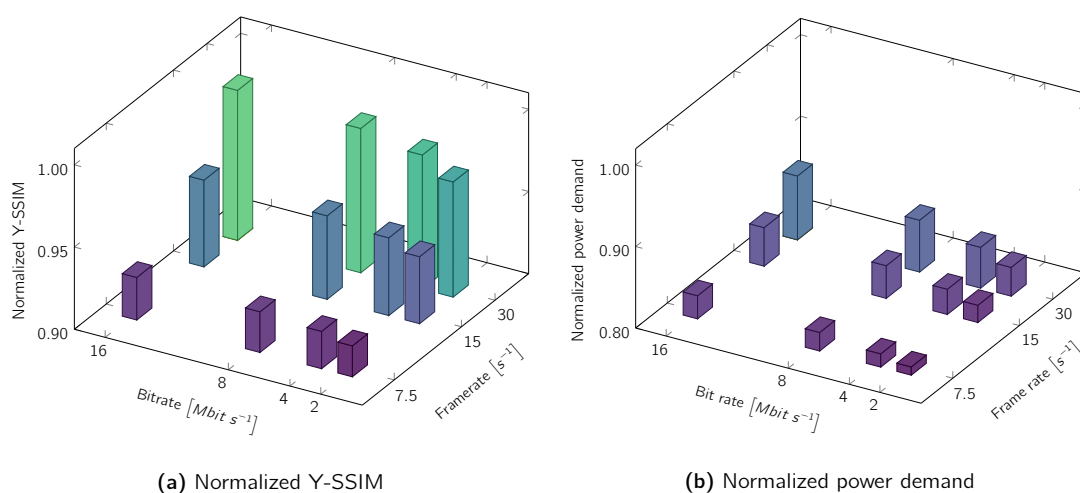 Normalized Y-SSIM
1.00
0.95
0.90
16
8
4
2
Bitrate [Mbit s⁻¹]
7.5
15
30
Framerate [s⁻¹]
(a) Normalized Y-SSIM
Normalized power demand
1.00
0.90
0.80
16
8
4
2
Bit rate [Mbit s⁻¹]
7.5
15
30
Frame rate [s⁻¹]
(b) Normalized power demand